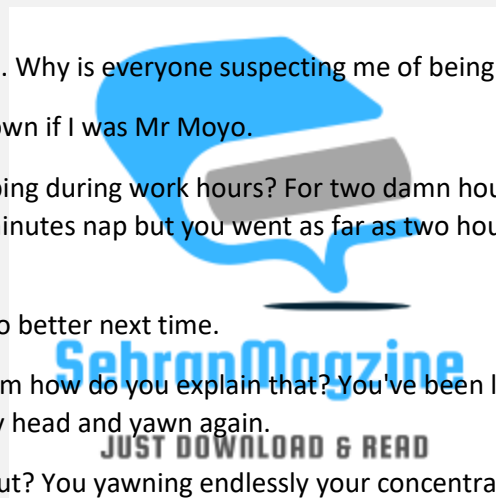 . Why is everyone suspecting me of being
own if I was Mr Moyo.
ping during work hours? For two damn hou
minutes nap but you went as far as two hou
o better next time.
SehranMagzine
m how do you explain that? You've been l
y head and yawn again.
JUST DOWNLOAD & READ
ut? You yawning endlessly your concentra